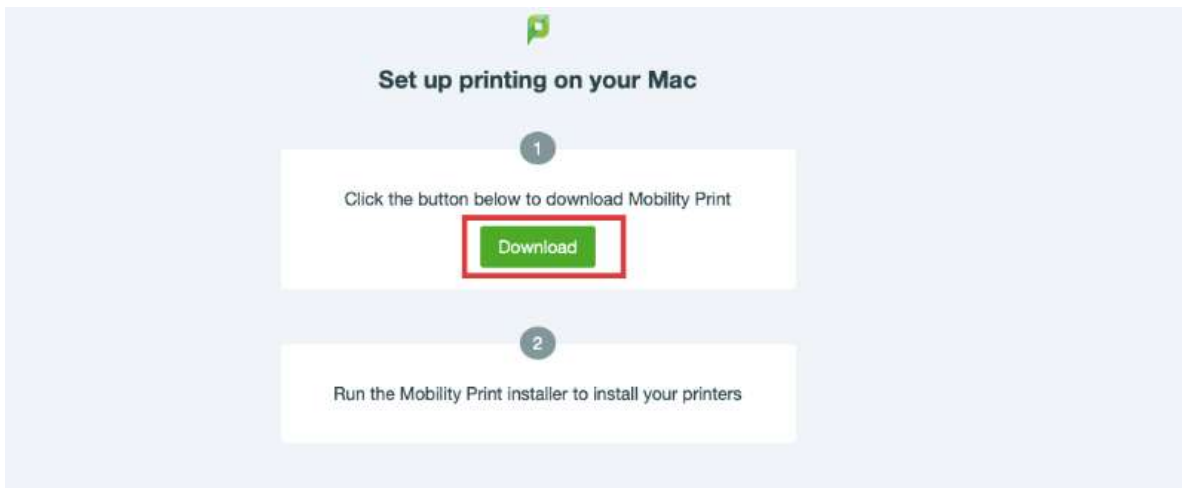 Set up printing on your Mac
1
Click the button below to download Mobility Print
Download
2
Run the Mobility Print installer to install your printers